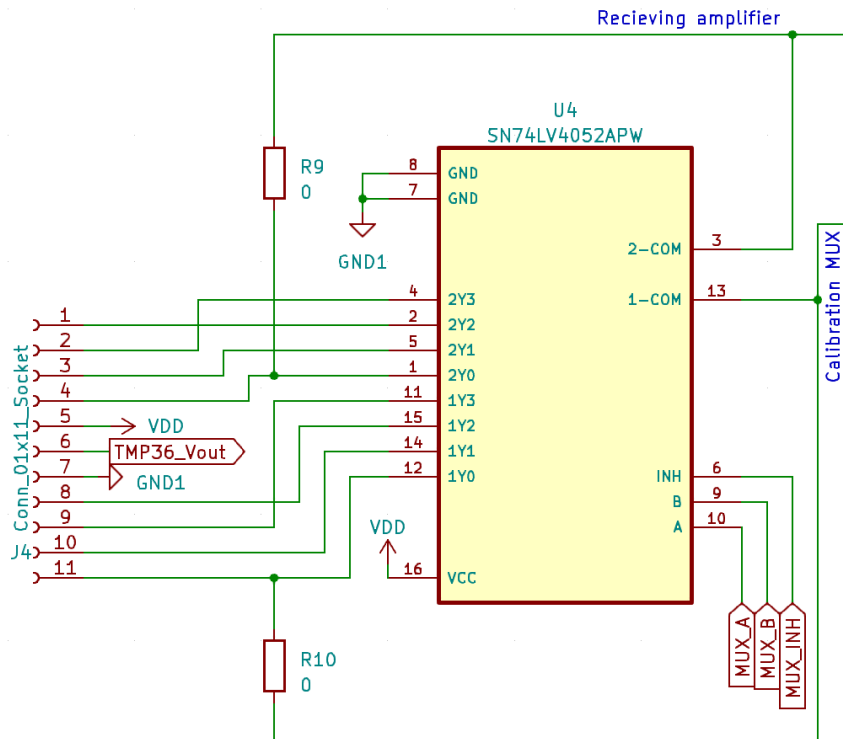 Recieving amplifier
U4
SN74LV4052APW
R9
0
8 GND
7 GND
GND1
2-COM 3
1-COM 13
Calibration MUX
4 2Y3
2 2Y2
5 2Y1
1 2Y0
11 1Y3
15 1Y2
14 1Y1
12 1Y0
16 VCC
VDD
INH 6
B 9
A 10
MUX_A
MUX_B
MUX_INH
Conn_01x11_Socket
J4
1
2
3
4
5 VDD
6 TMP36_Vout
7 GND1
8
9
10
11
R10
0